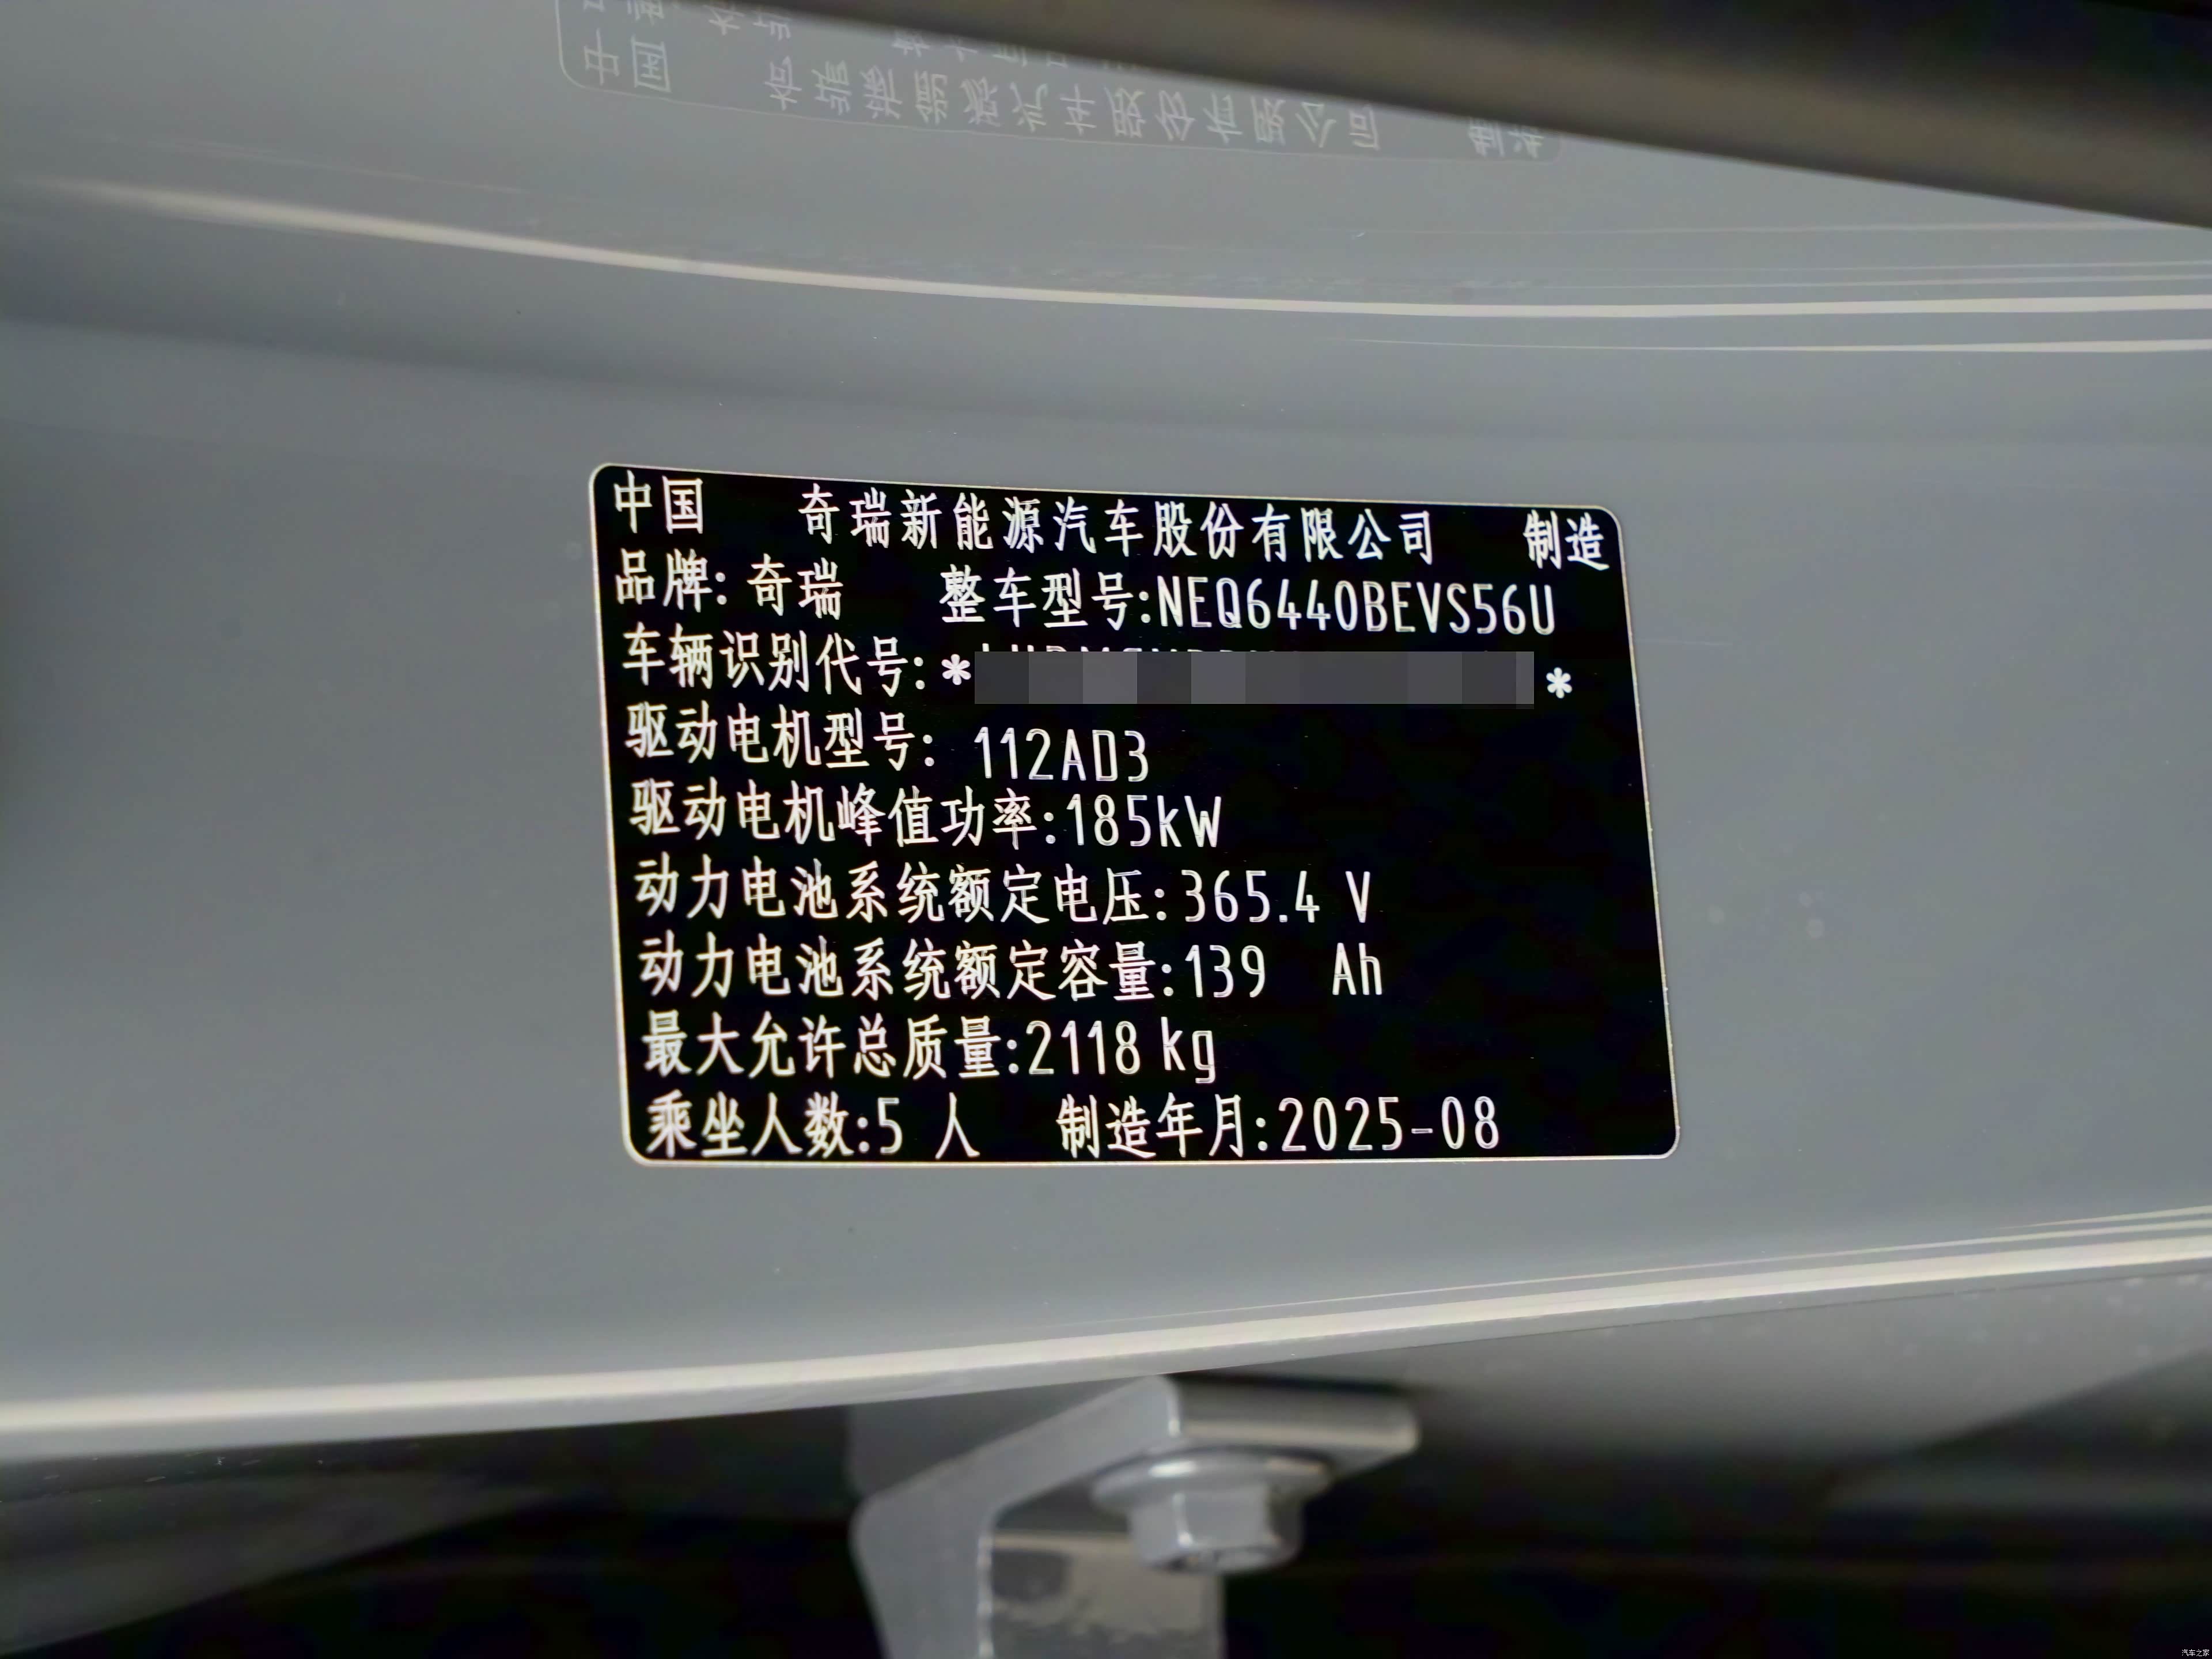 中国 奇瑞新能源汽车股份有限公司 制造
品牌: 奇瑞 整车型号:NEQ6440BEVS56U
车辆识别代号: * *
驱动电机型号: 112AD3
驱动电机峰值功率:185kW
动力电池系统额定电压:365.4 V
动力电池系统额定容量:139 Ah
最大允许总质量:2118 kg
乘坐人数:5 人 制造年月:2025-08
汽车之家